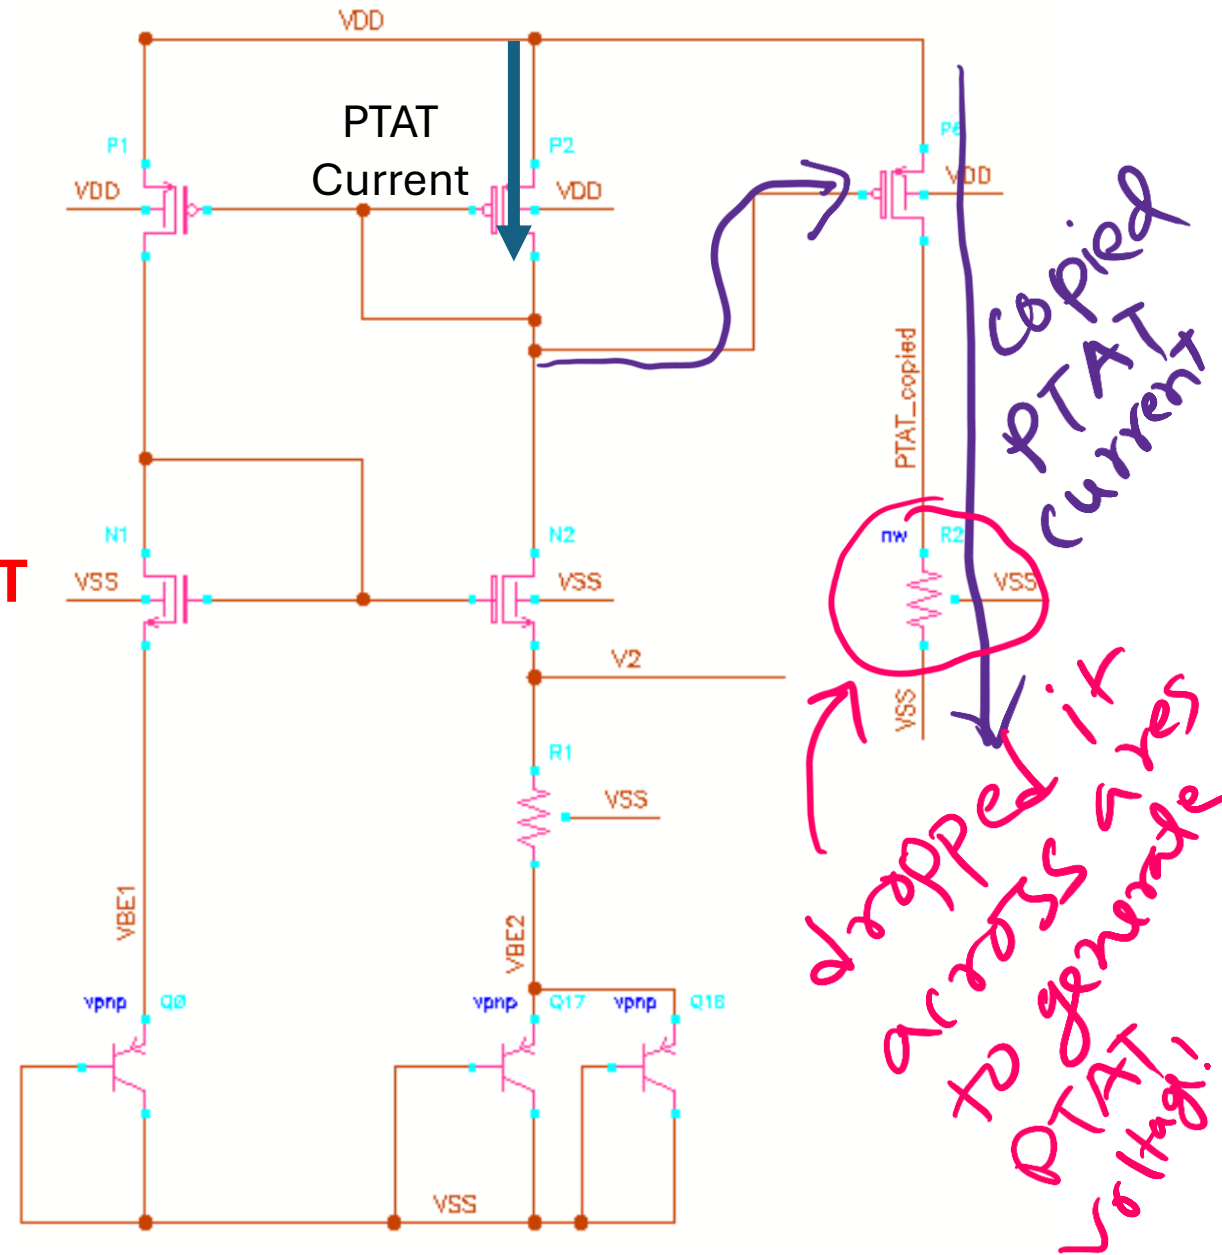 VDD
PTAT
Current
P1
P2
P6
VDD
VDD
VDD
copied
PTAT
current
PTAT_copied
N1
N2
nw
R2
T
VSS
VSS
VSS
V2
VSS
R1
VSS
dropped it
across a res
to generate
PTAT
voltage!
VBE1
VBE2
vpnp
Q0
vpnp
Q17
vpnp
Q18
VSS